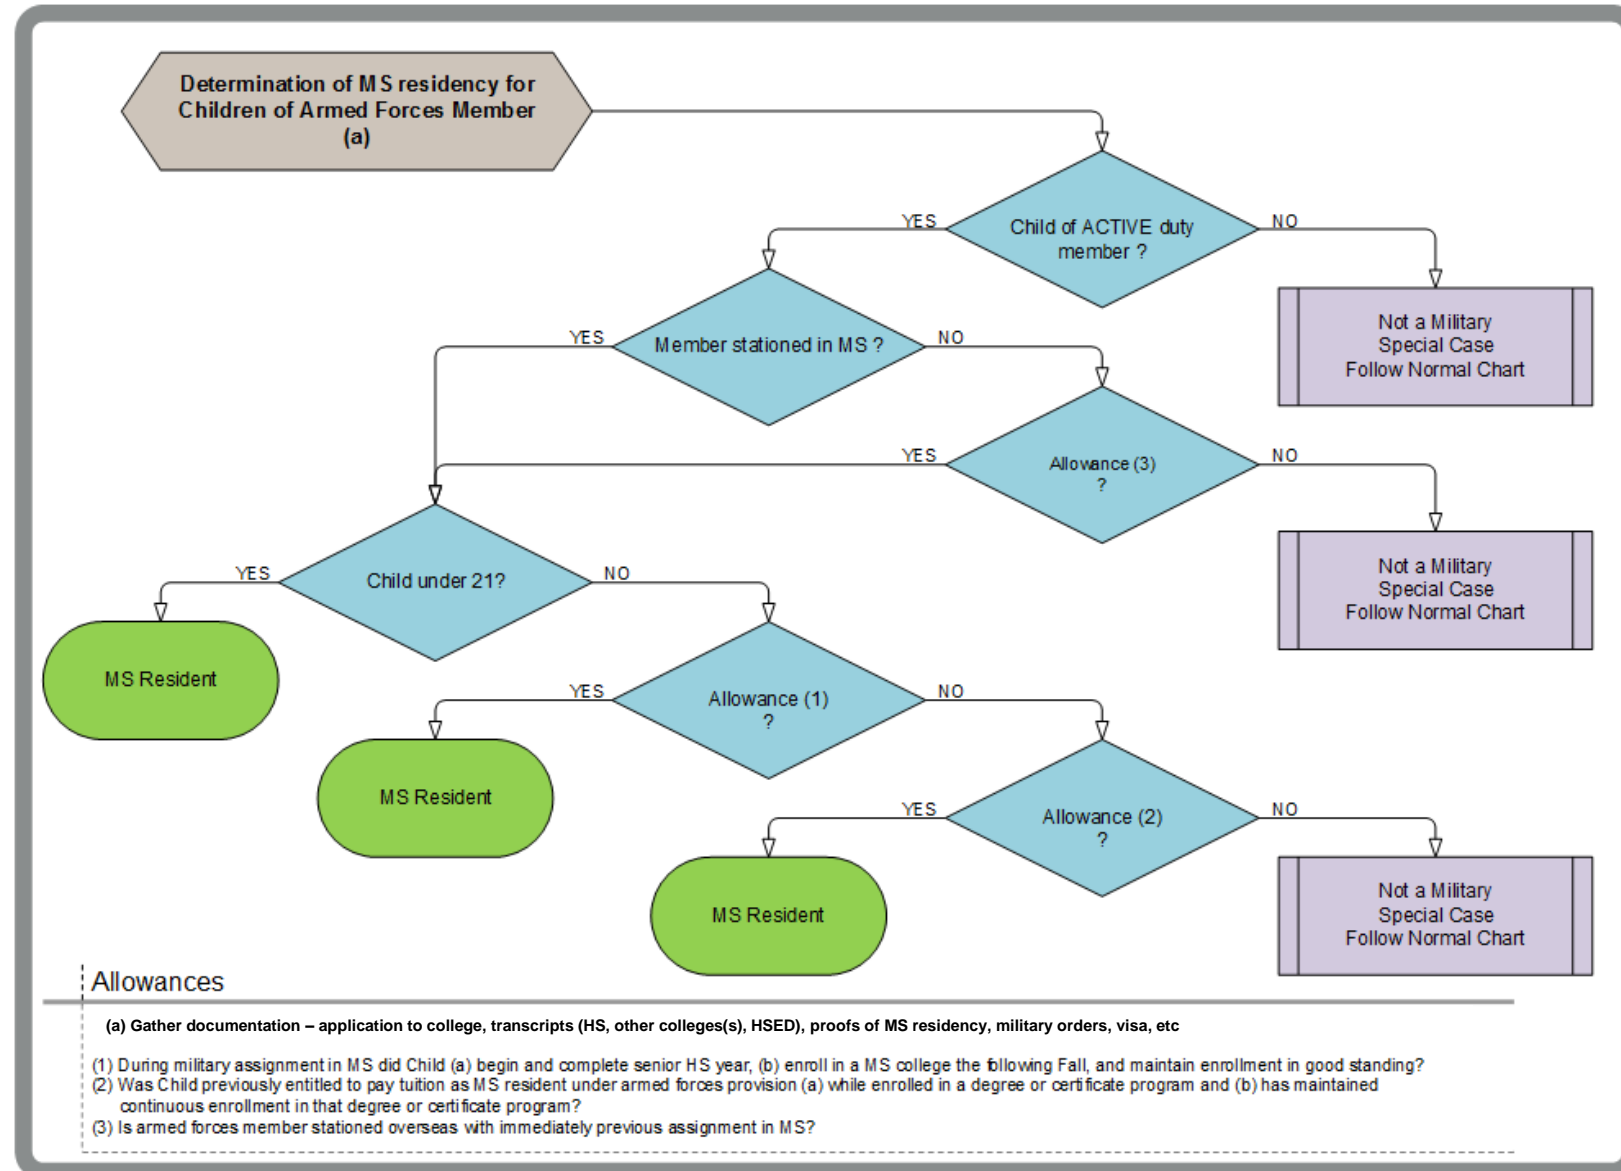 Determination of MS residency for
Children of Armed Forces Member
(a)
YES
Child of ACTIVE duty
member ?
NO
Not a Military
Special Case
Follow Normal Chart
YES
Member stationed in MS ?
NO
YES
Allowance (3)
?
NO
Not a Military
Special Case
Follow Normal Chart
YES
Child under 21?
NO
MS Resident
YES
Allowance (1)
?
NO
MS Resident
YES
Allowance (2)
?
NO
MS Resident
Not a Military
Special Case
Follow Normal Chart
Allowances
(a) Gather documentation – application to college, transcripts (HS, other colleges(s), HSED), proofs of MS residency, military orders, visa, etc
(1) During military assignment in MS did Child (a) begin and complete senior HS year, (b) enroll in a MS college the following Fall, and maintain enrollment in good standing?
(2) Was Child previously entitled to pay tuition as MS resident under armed forces provision (a) while enrolled in a degree or certificate program and (b) has maintained
continuous enrollment in that degree or certificate program?
(3) Is armed forces member stationed overseas with immediately previous assignment in MS?